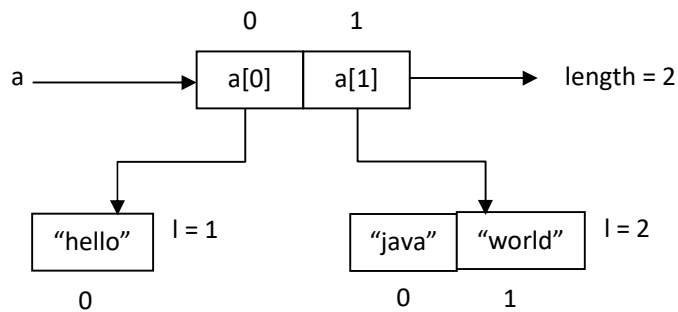 0 1
a a[0] a[1] length = 2
“hello” l = 1 “java” “world” l = 2
0 0 1